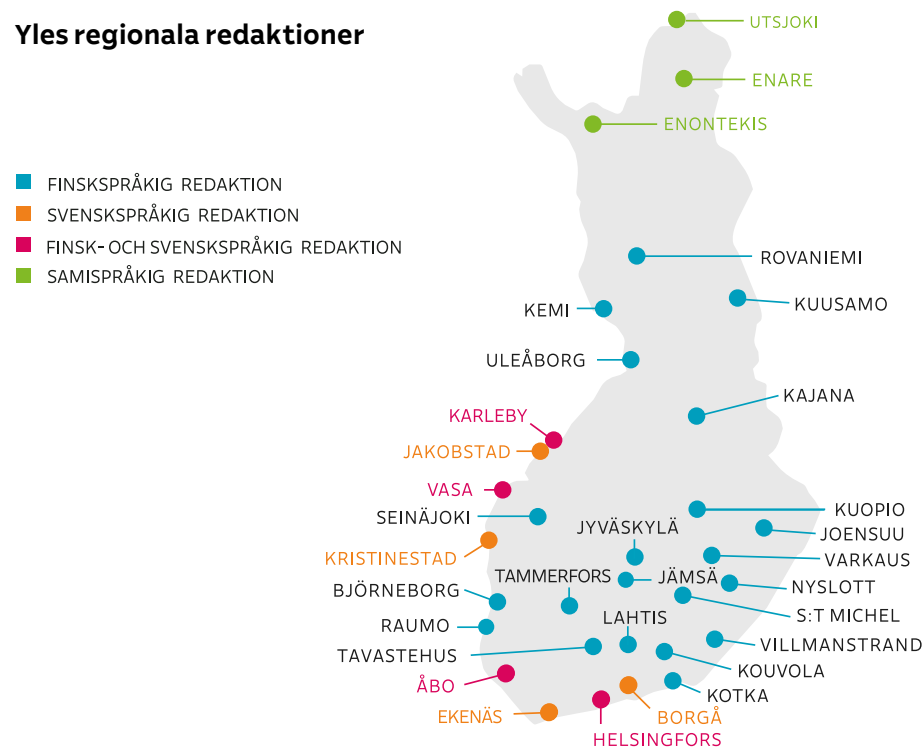 Yles regionala redaktioner
FINSKSPRÅKIG REDAKTION
SVENSKSPRÅKIG REDAKTION
FINSK- OCH SVENSKSPRÅKIG REDAKTION
SAMISPRÅKIG REDAKTION
UTSJOKI
ENARE
ENONTEKIS
ROVANIEMI
KUUSAMO
KEMI
ULEÅBORG
KAJANA
KARLEBY
JAKOBSTAD
VASA
KUOPIO
SEINÄJOKI
JYVÄSKYLÄ
JOENSUU
KRISTINESTAD
VARKAUS
TAMMERFORS
JÄMSÄ
NYSLOTT
BJÖRNEBORG
S:T MICHEL
LAHTIS
RAUMO
VILLMANSTRAND
TAVASTEHUS
KOUVOLA
ÅBO
KOTKA
EKENÄS
BORGÅ
HELSINGFORS